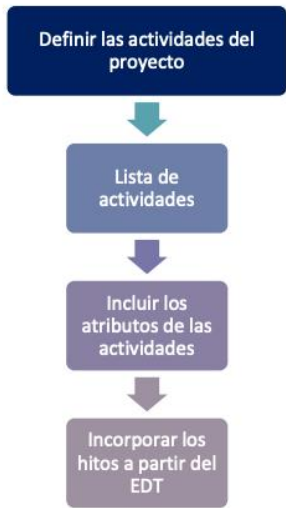 Definir las actividades del
proyecto
Lista de
actividades
Incluir los
atributos de las
actividades
Incorporar los
hitos a partir del
EDT